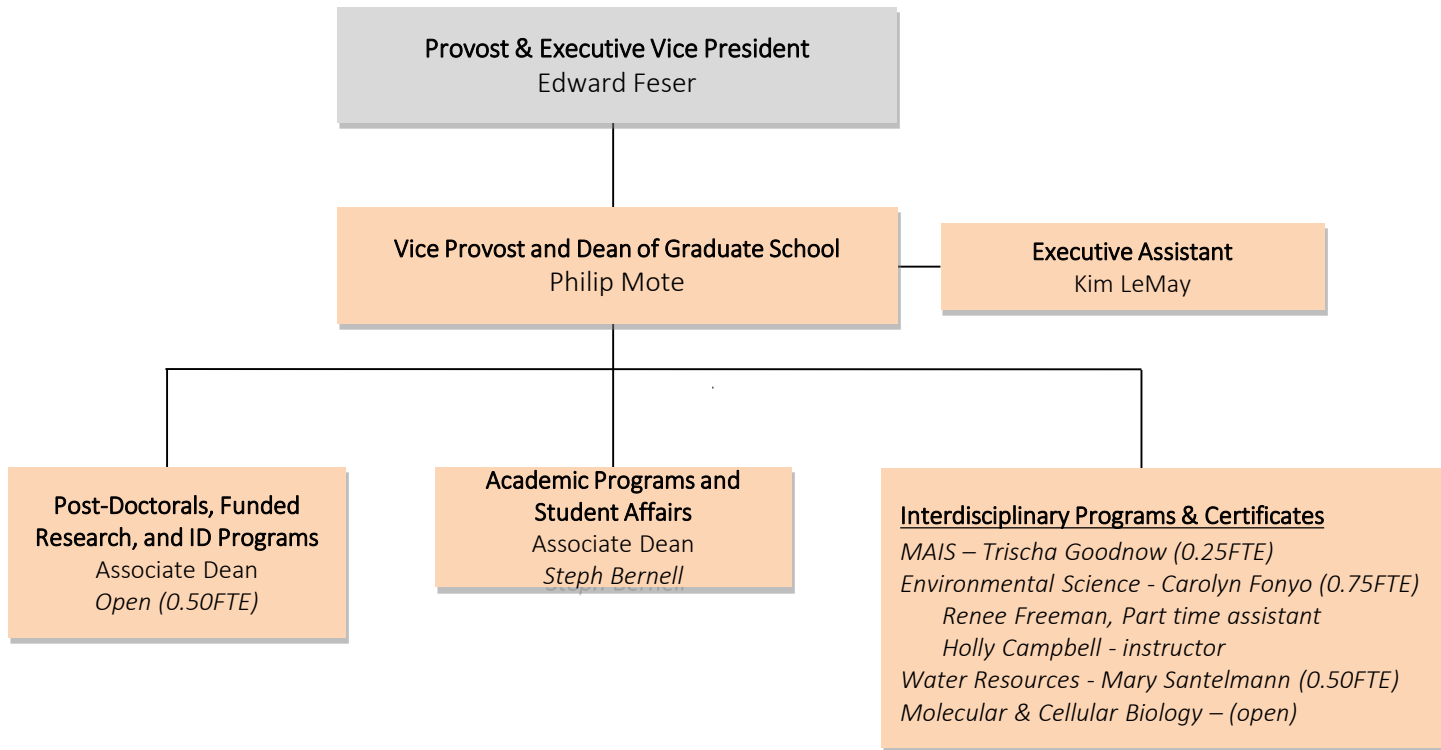 Provost & Executive Vice President
Edward Feser
Vice Provost and Dean of Graduate School
Philip Mote
Executive Assistant
Kim LeMay
Post-Doctorals, Funded
Research, and ID Programs
Associate Dean
Open (0.50FTE)
Academic Programs and
Student Affairs
Associate Dean
Steph Bernell
Interdisciplinary Programs & Certificates
MAIS – Trischa Goodnow (0.25FTE)
Environmental Science - Carolyn Fonyo (0.75FTE)
Renee Freeman, Part time assistant
Holly Campbell - instructor
Water Resources - Mary Santelmann (0.50FTE)
Molecular & Cellular Biology – (open)